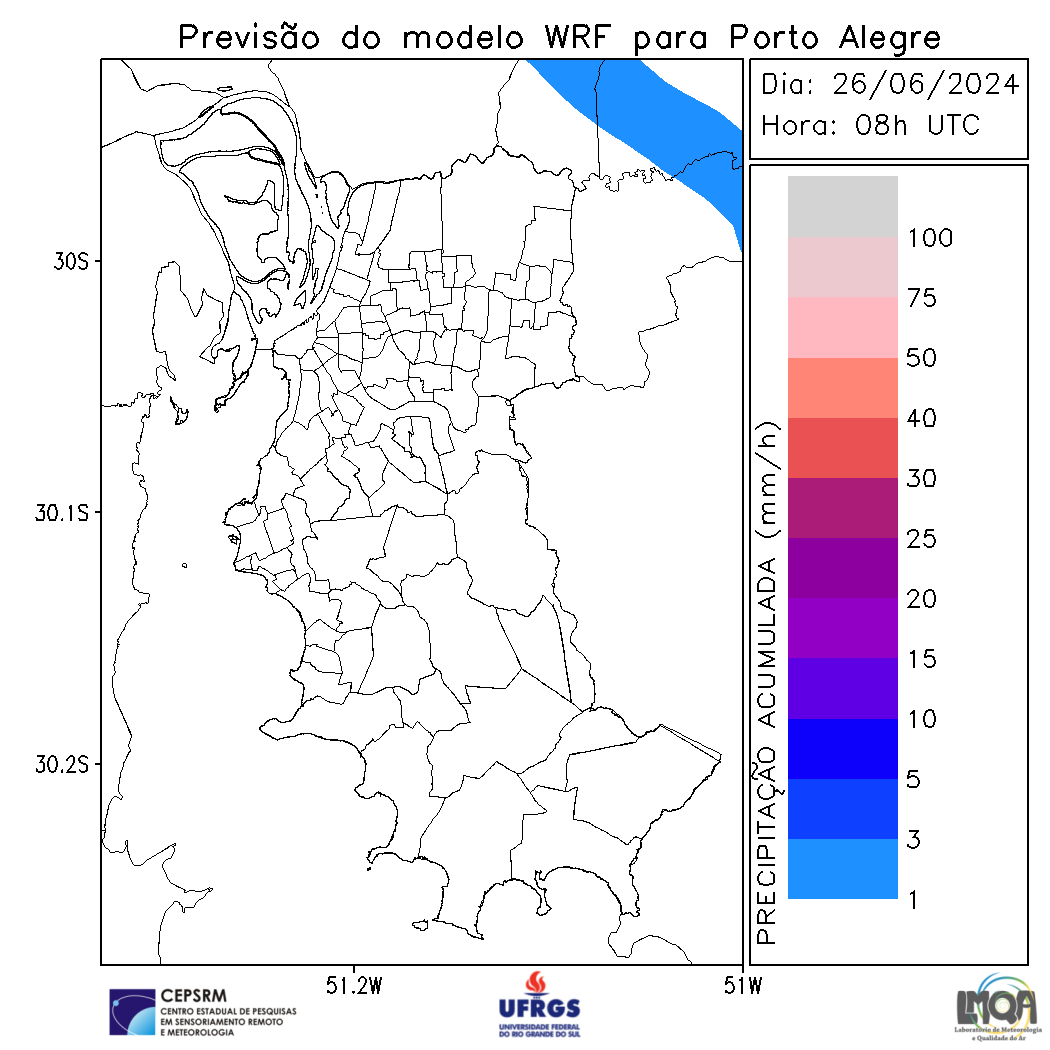 Previsão do modelo WRF para Porto Alegre
Dia: 26/06/2024
Hora: 08h UTC
30S
30.1S
30.2S
51.2W
51W
PRECIPITAÇÃO ACUMULADA (mm/h)
100
75
50
40
30
25
20
15
10
5
3
1
CEPSRM
CENTRO ESTADUAL DE PESQUISAS
EM SENSORIAMENTO REMOTO
E METEOROLOGIA
UFRGS
UNIVERSIDADE FEDERAL
DO RIO GRANDE DO SUL
LMQA
Laboratório de Meteorologia
e Qualidade do Ar